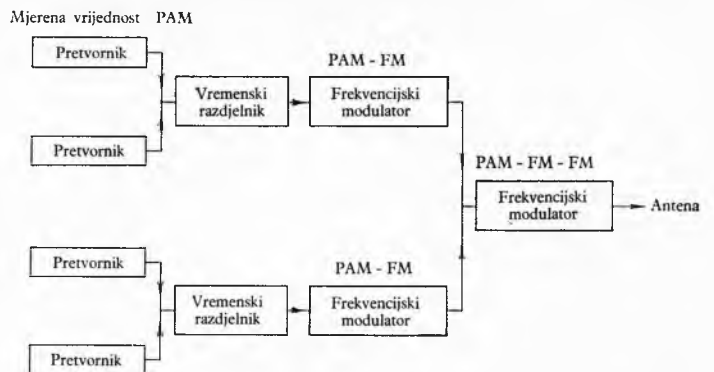 Mjerena vrijednost PAM
Pretvornik
PAM - FM
Vremenski
razdjelnik
Frekvencijski
modulator
Pretvornik
PAM - FM - FM
Frekvencijski
modulator
Antena
Pretvornik
PAM - FM
Vremenski
razdjelnik
Frekvencijski
modulator
Pretvornik